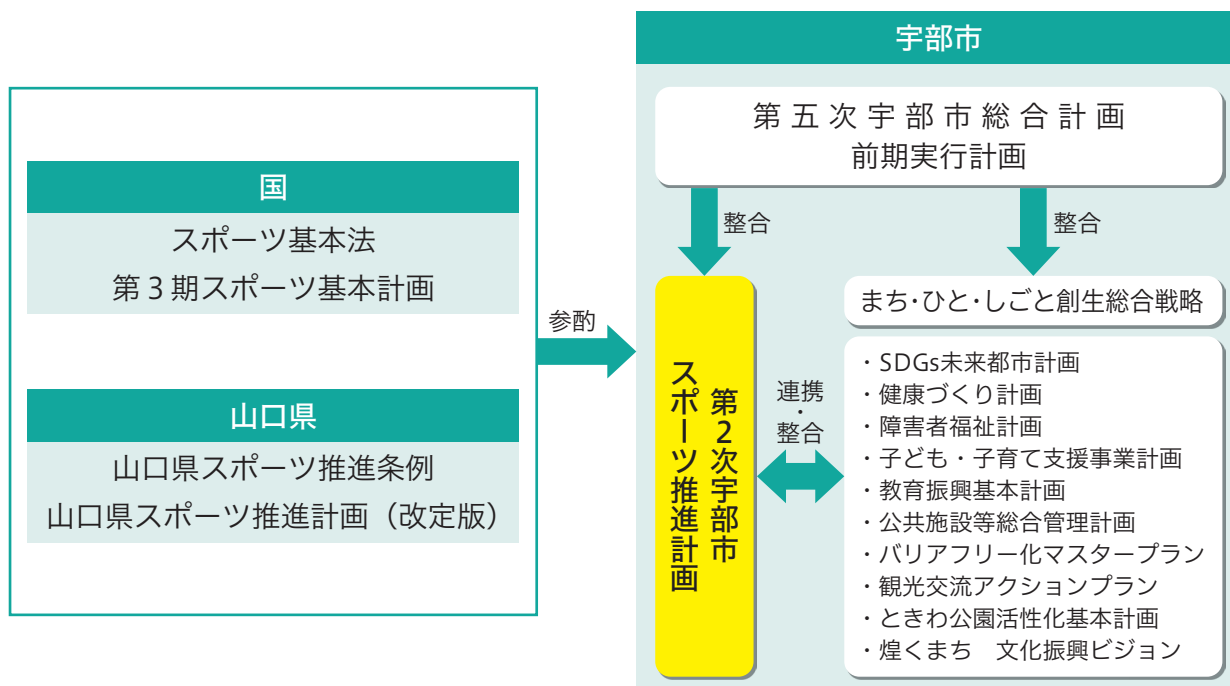 国
スポーツ基本法
第3期スポーツ基本計画
山口県
山口県スポーツ推進条例
山口県スポーツ推進計画（改定版）
参酌
宇部市
第五次宇部市総合計画
前期実行計画
整合
整合
第2次宇部市
スポーツ推進計画
連携
・
整合
まち・ひと・しごと創生総合戦略
・SDGs未来都市計画
・健康づくり計画
・障害者福祉計画
・子ども・子育て支援事業計画
・教育振興基本計画
・公共施設等総合管理計画
・バリアフリー化マスタープラン
・観光交流アクションプラン
・ときわ公園活性化基本計画
・煌くまち　文化振興ビジョン